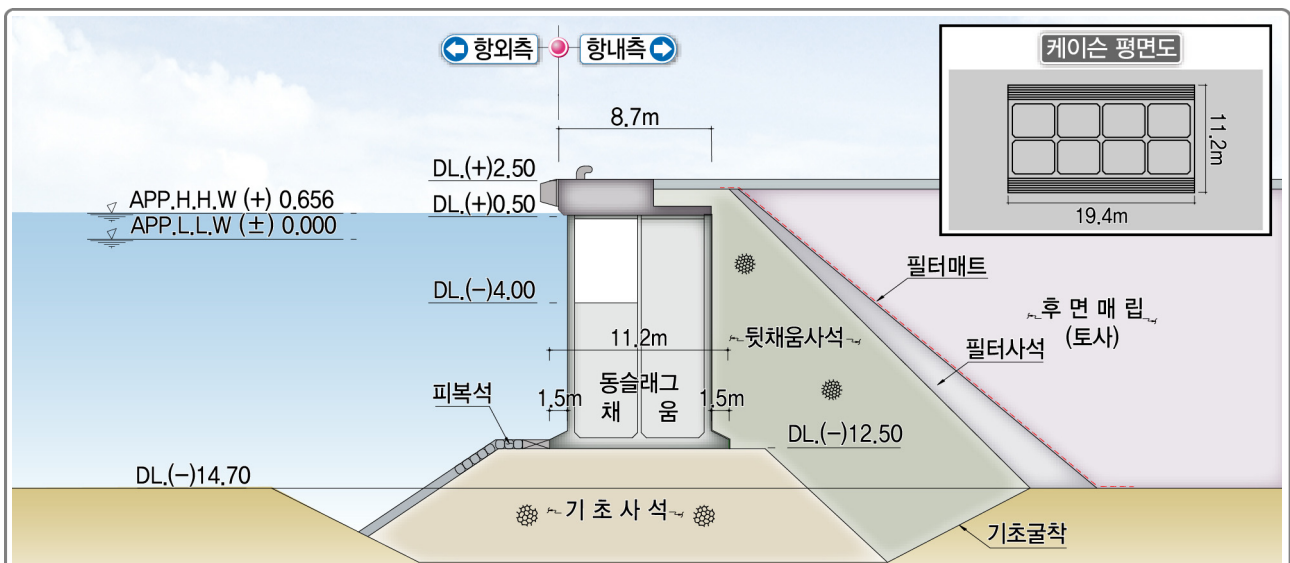 항외측
항내측
케이슨 평면도
11.2m
19.4m
8.7m
DL.(+)2.50
APP.H.H.W (+) 0.656
DL.(+)0.50
APP.L.L.W (±) 0.000
필터매트
DL.(-)4.00
후 면 매 립
(토사)
11.2m
뒷채움사석
필터사석
동슬래그
채 움
피복석
1.5m
1.5m
DL.(-)12.50
DL.(-)14.70
기 초 사 석
기초굴착